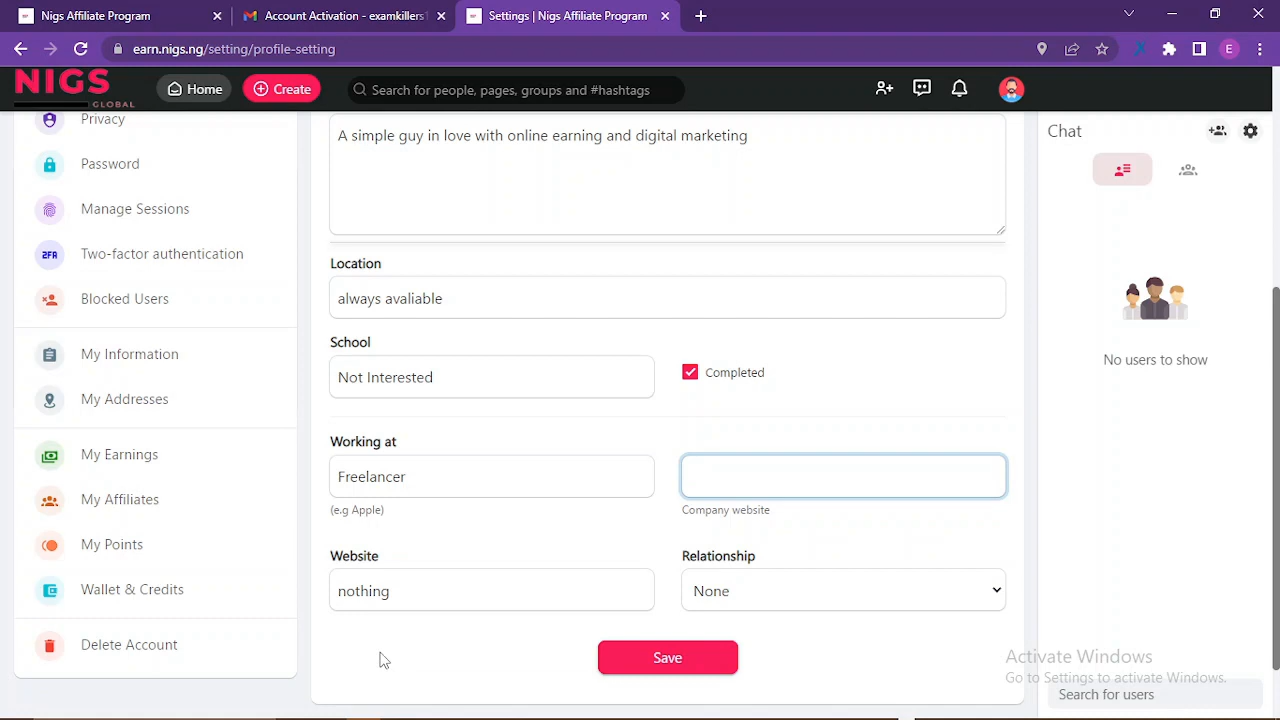 Nigs Affiliate Program
Account Activation - examkillers1
Settings | Nigs Affiliate Program
earn.nigs.ng/setting/profile-setting
E
NIGS
GLOBAL
Home
Create
Search for people, pages, groups and #hashtags
Privacy
Password
Manage Sessions
2FA Two-factor authentication
Blocked Users
My Information
My Addresses
My Earnings
My Affiliates
My Points
Wallet & Credits
Delete Account
A simple guy in love with online earning and digital marketing
Location
always avaliable
School
Not Interested
Completed
Working at
Freelancer
(e.g Apple)
Company website
Website
nothing
Relationship
None
Save
Chat
No users to show
Activate Windows
Go to Settings to activate Windows.
Search for users